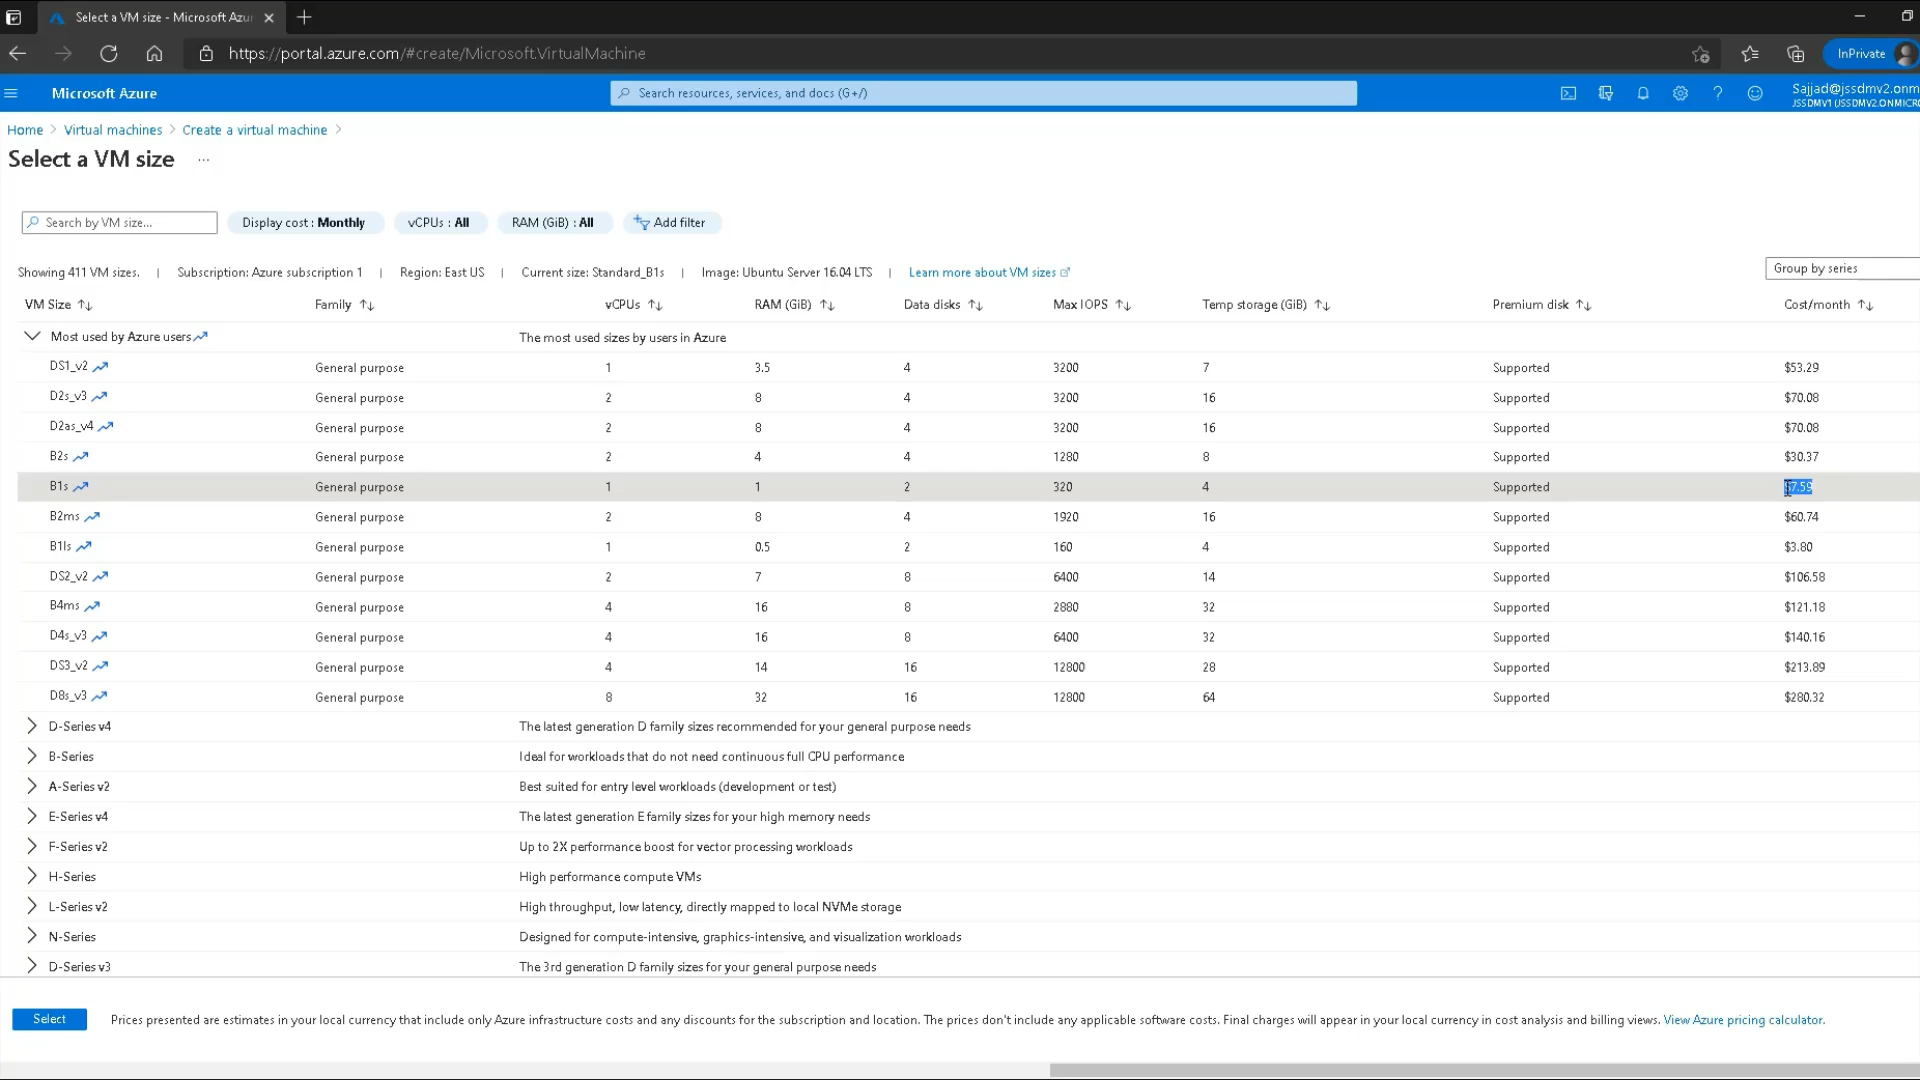 Select a VM size - Microsoft Azu
https://portal.azure.com/#create/Microsoft.VirtualMachine
InPrivate
Microsoft Azure
Search resources, services, and docs (G+/)
Sajjad@jssdmv2.onm
JSSDMV1 (JSSDMV2.ONMICRO
Home > Virtual machines > Create a virtual machine >
Select a VM size ...
Search by VM size...
Display cost : Monthly
vCPUs : All
RAM (GiB) : All
Add filter
Showing 411 VM sizes. | Subscription: Azure subscription 1 | Region: East US | Current size: Standard_B1s | Image: Ubuntu Server 16.04 LTS | Learn more about VM sizes
Group by series
VM Size Family vCPUs RAM (GiB) Data disks Max IOPS Temp storage (GiB) Premium disk Cost/month
Most used by Azure users The most used sizes by users in Azure
DS1_v2 General purpose 1 3.5 4 3200 7 Supported $53.29
D2s_v3 General purpose 2 8 4 3200 16 Supported $70.08
D2as_v4 General purpose 2 8 4 3200 16 Supported $70.08
B2s General purpose 2 4 4 1280 8 Supported $30.37
B1s General purpose 1 1 2 320 4 Supported $7.59
B2ms General purpose 2 8 4 1920 16 Supported $60.74
B1ls General purpose 1 0.5 2 160 4 Supported $3.80
DS2_v2 General purpose 2 7 8 6400 14 Supported $106.58
B4ms General purpose 4 16 8 2880 32 Supported $121.18
D4s_v3 General purpose 4 16 8 6400 32 Supported $140.16
DS3_v2 General purpose 4 14 16 12800 28 Supported $213.89
D8s_v3 General purpose 8 32 16 12800 64 Supported $280.32
D-Series v4 The latest generation D family sizes recommended for your general purpose needs
B-Series Ideal for workloads that do not need continuous full CPU performance
A-Series v2 Best suited for entry level workloads (development or test)
E-Series v4 The latest generation E family sizes for your high memory needs
F-Series v2 Up to 2X performance boost for vector processing workloads
H-Series High performance compute VMs
L-Series v2 High throughput, low latency, directly mapped to local NVMe storage
N-Series Designed for compute-intensive, graphics-intensive, and visualization workloads
D-Series v3 The 3rd generation D family sizes for your general purpose needs
Select
Prices presented are estimates in your local currency that include only Azure infrastructure costs and any discounts for the subscription and location. The prices don't include any applicable software costs. Final charges will appear in your local currency in cost analysis and billing views. View Azure pricing calculator.